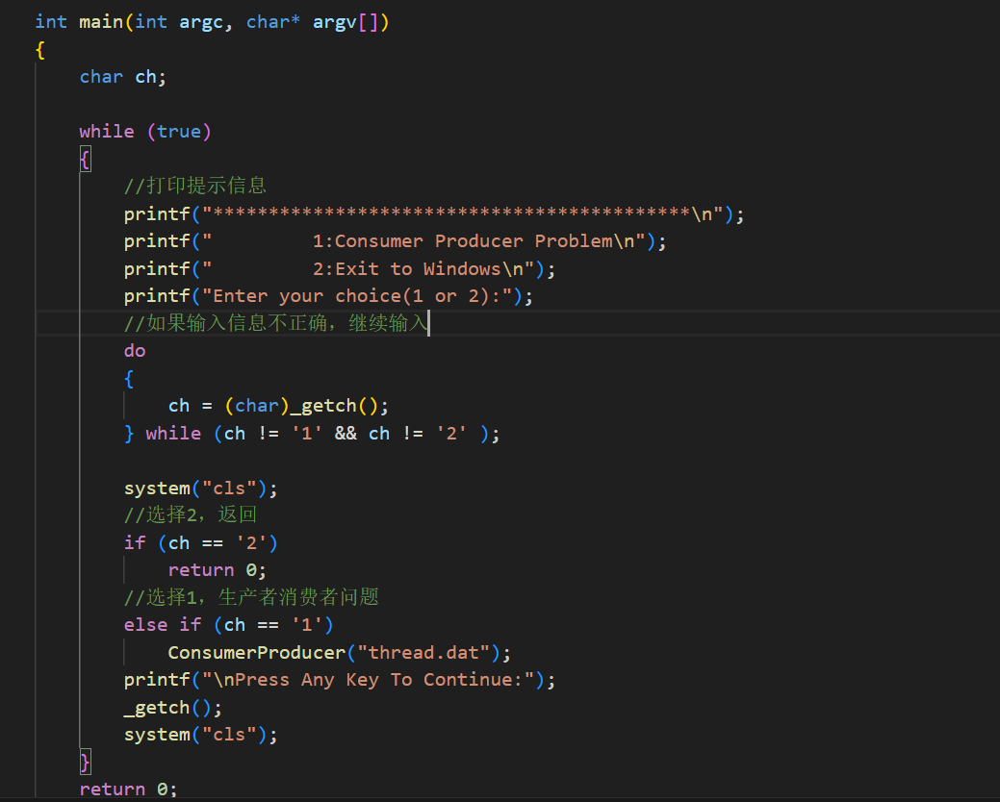 int main(int argc, char* argv[])
{
    char ch;
    while (true)
    {
        //打印提示信息
        printf("*******************************************\n");
        printf("         1:Consumer Producer Problem\n");
        printf("         2:Exit to Windows\n");
        printf("Enter your choice(1 or 2):");
        //如果输入信息不正确，继续输入
        do
        {
            ch = (char)_getch();
        } while (ch != '1' && ch != '2' );
        system("cls");
        //选择2，返回
        if (ch == '2')
            return 0;
        //选择1，生产者消费者问题
        else if (ch == '1')
            ConsumerProducer("thread.dat");
        printf("\nPress Any Key To Continue:");
        _getch();
        system("cls");
    }
    return 0;